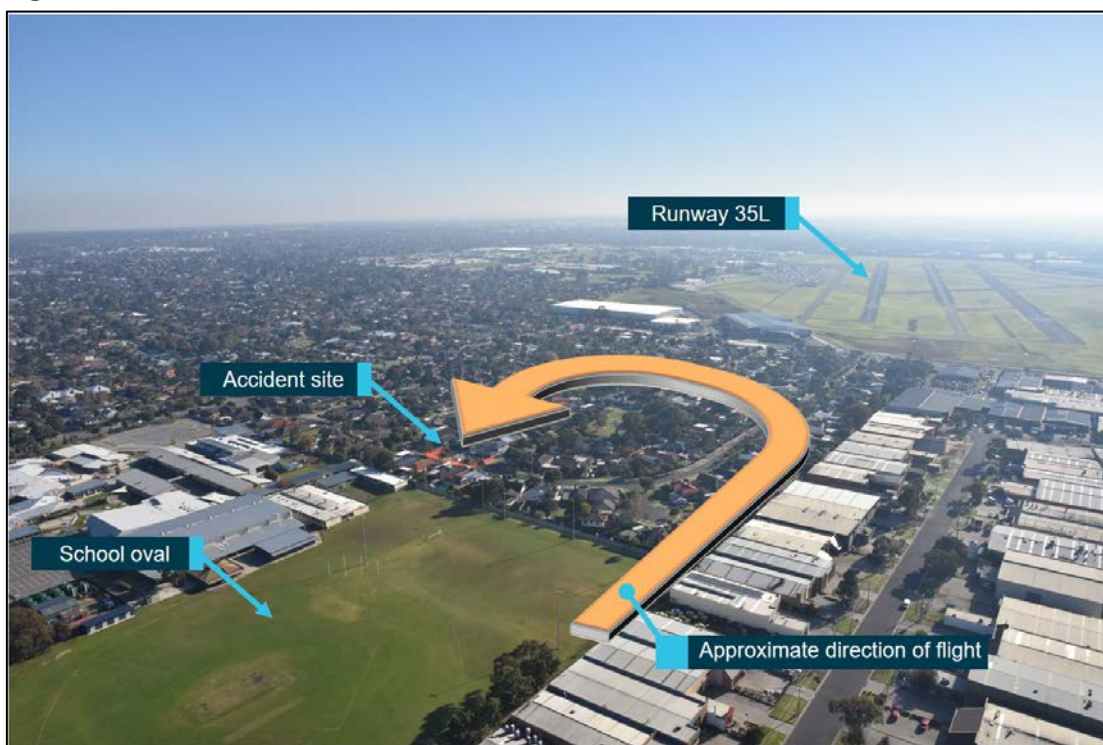 Runway 35L
Accident site
School oval
Approximate direction of flight